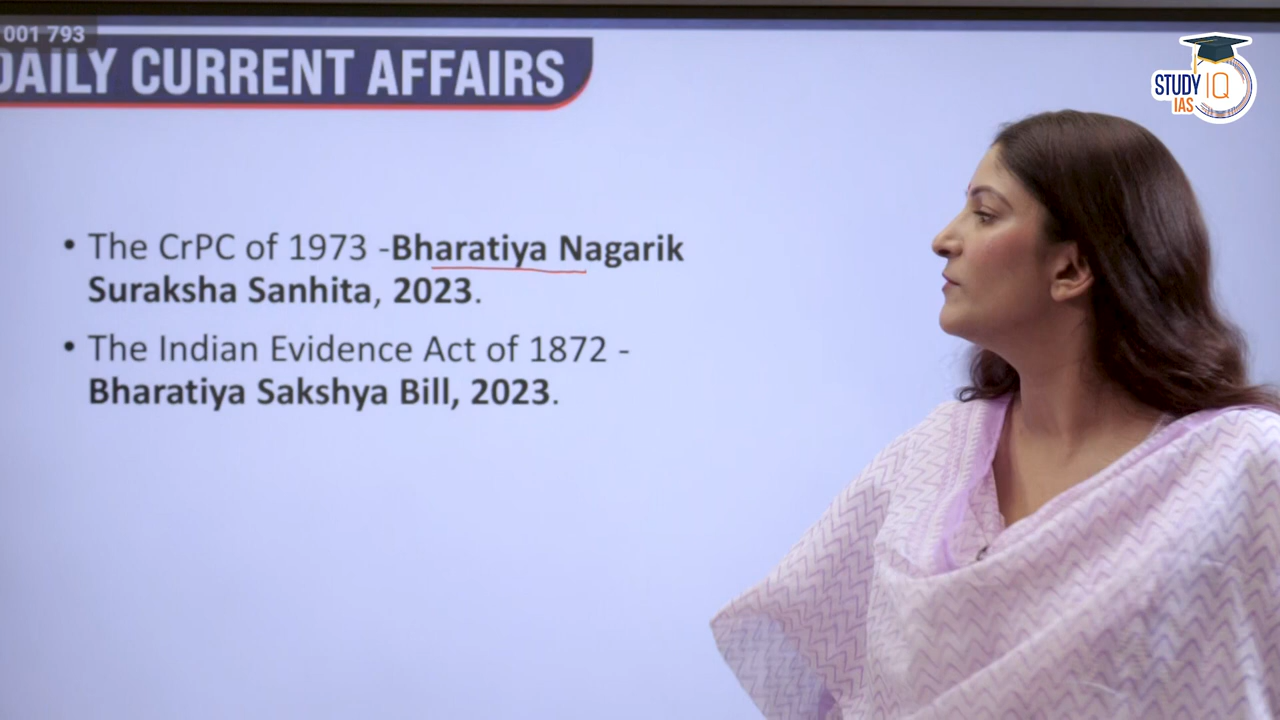 001 793
DAILY CURRENT AFFAIRS
STUDY IQ
IAS
• The CrPC of 1973 -Bharatiya Nagarik
Suraksha Sanhita, 2023.
• The Indian Evidence Act of 1872 -
Bharatiya Sakshya Bill, 2023.